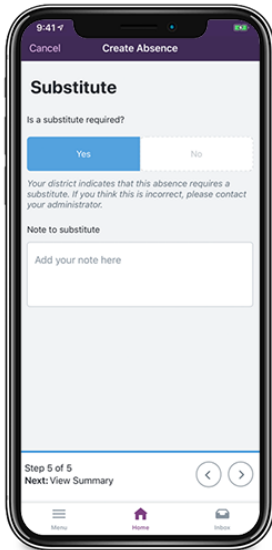 9:41
Cancel
Create Absence
Substitute
Is a substitute required?
Yes
No
Your district indicates that this absence requires a
substitute. If you think this is incorrect, please contact
your administrator.
Note to substitute
Add your note here
Step 5 of 5
Next: View Summary
Menu
Home
Inbox